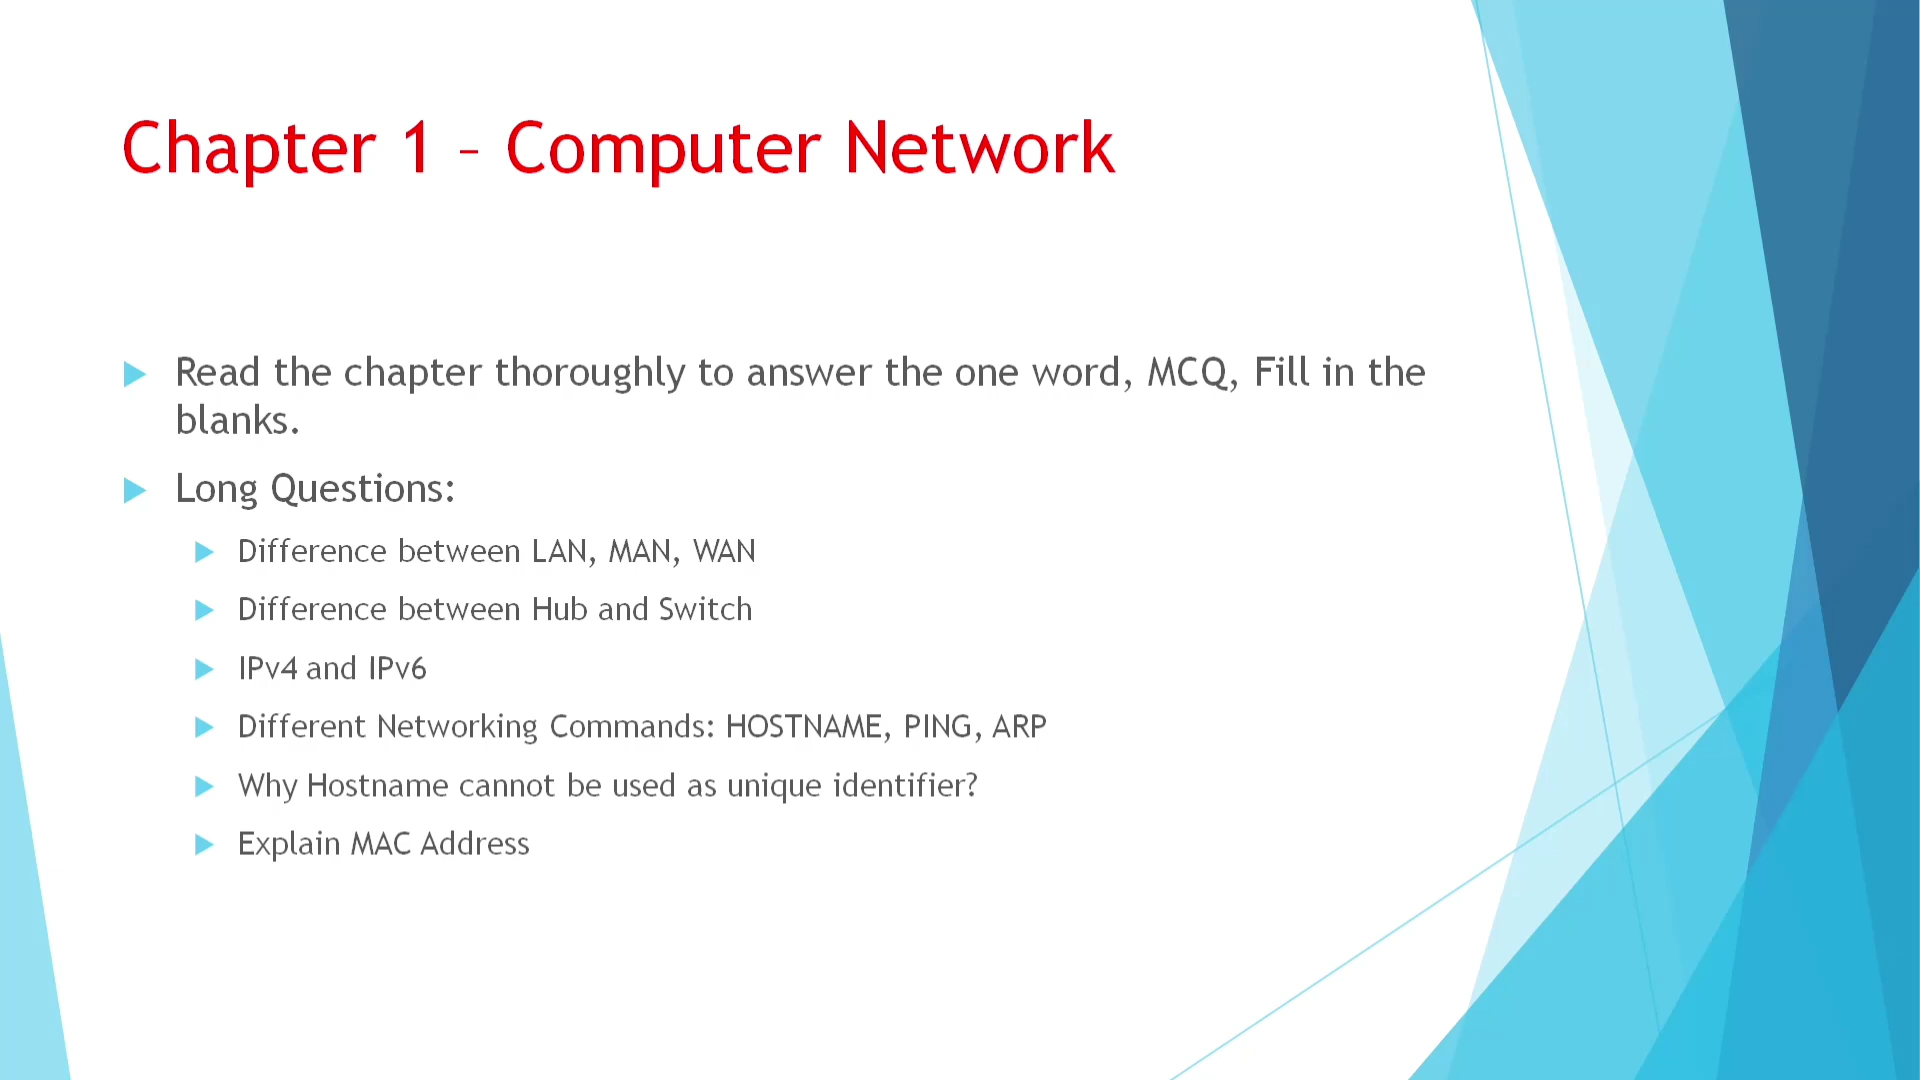 Chapter 1 – Computer Network
Read the chapter thoroughly to answer the one word, MCQ, Fill in the
blanks.
Long Questions:
Difference between LAN, MAN, WAN
Difference between Hub and Switch
IPv4 and IPv6
Different Networking Commands: HOSTNAME, PING, ARP
Why Hostname cannot be used as unique identifier?
Explain MAC Address